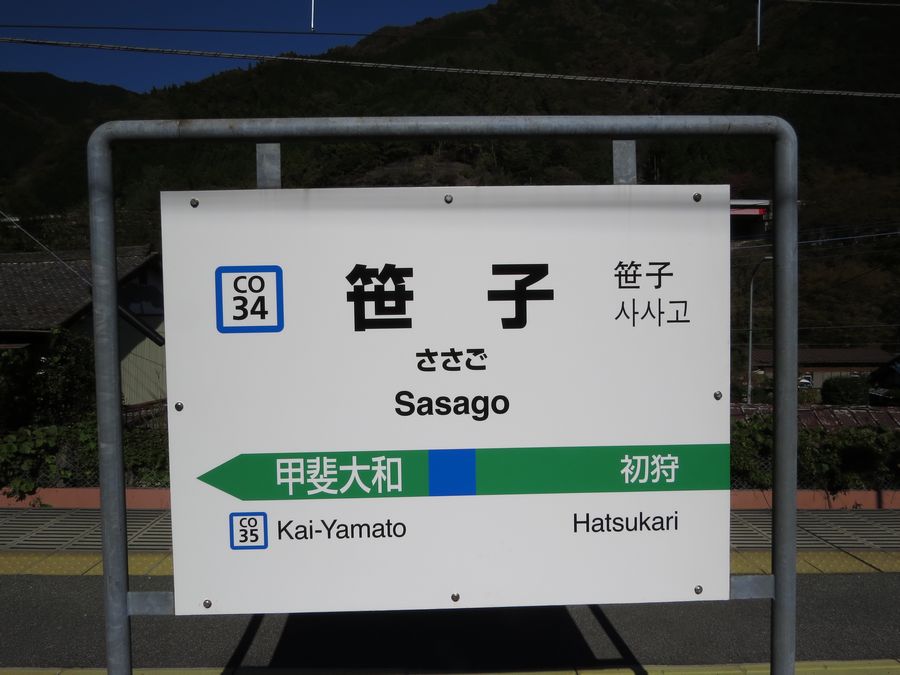 CO
34
笹子
笹子
사사고
ささご
Sasago
甲斐大和
初狩
CO
35
Kai-Yamato
Hatsukari